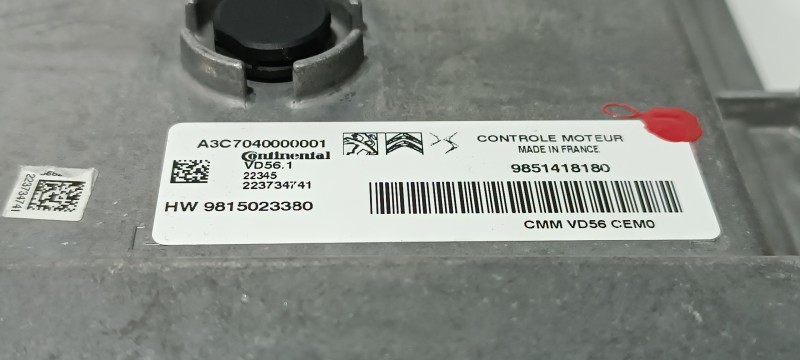 A3C7040000001
Continental
VD56.1
22345
223734741
HW 9815023380
CONTROLE MOTEUR
MADE IN FRANCE
9851418180
CMM VD56 CEM0
223734741